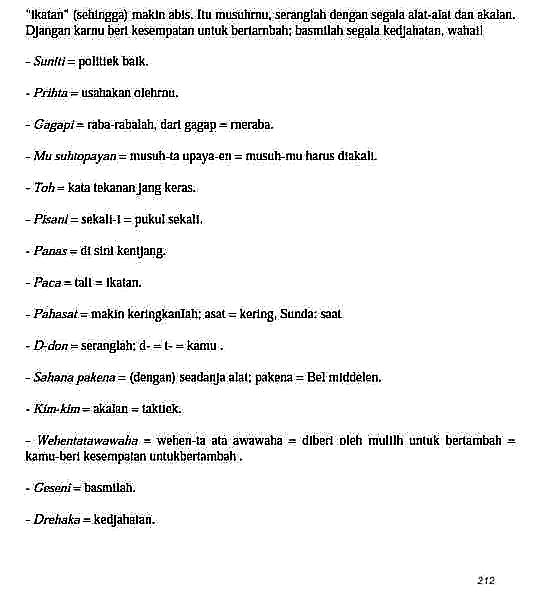 "ikatan" (sehingga) makin abis. Itu musuhmu, seranglah dengan segala alat-alat dan akalan.
Djangan kamu beri kesempatan untuk bertambah; basmilah segala kedjahatan, wahai!
- Suniti = politiek baik.
- Prihta = usahakan olehmu.
- Gagapi = raba-rabalah, dari gagap = meraba.
- Mu suhtopayan = musuh-ta upaya-en = musuh-mu harus diakali.
- Toh = kata tekanan jang keras.
- Pisani = sekali-i = pukul sekali.
- Panas = di sini kentjang.
- Paca = tali = ikatan.
- Pahasat = makin keringkanlah; asat = kering, Sunda: saat
- D-don = seranglah; d- = t- = kamu .
- Sahana pakena = (dengan) seadanja alat; pakena = Bel middelen.
- Kim-kim = akalan = taktiek.
- Wehentatawawaha = wehen-ta ata awawaha = diberi oleh mulih untuk bertambah =
kamu-beri kesempatan untukbertambah .
- Geseni = basmilah.
- Drehaka = kedjahatan.
212